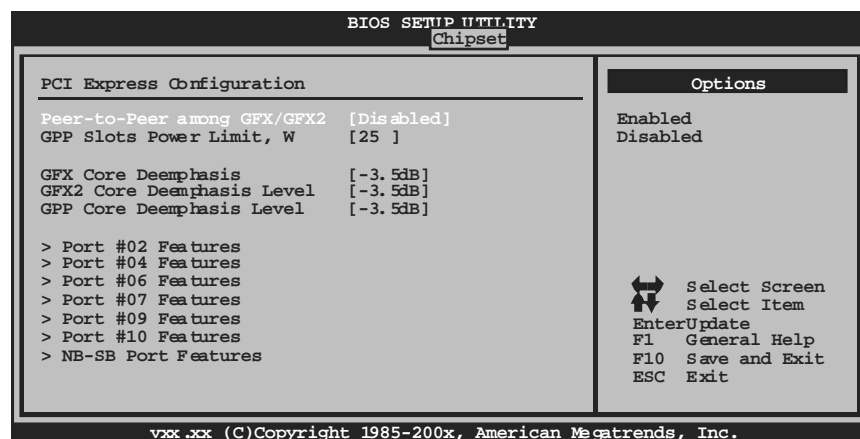 BIOS SETUP UTILITY
Chipset
PCI Express Configuration
Peer-to-Peer among GFX/GFX2 [Disabled]
GPP Slots Power Limit, W [25 ]
GFX Core Deemphasis [-3.5dB]
GFX2 Core Deemphasis Level [-3.5dB]
GPP Core Deemphasis Level [-3.5dB]
> Port #02 Features
> Port #04 Features
> Port #06 Features
> Port #07 Features
> Port #09 Features
> Port #10 Features
> NB-SB Port Features
Options
Enabled
Disabled
Select Screen
Select Item
EnterUpdate
F1 General Help
F10 Save and Exit
ESC Exit
vxx.xx (C)Copyright 1985-200x, American Megatrends, Inc.